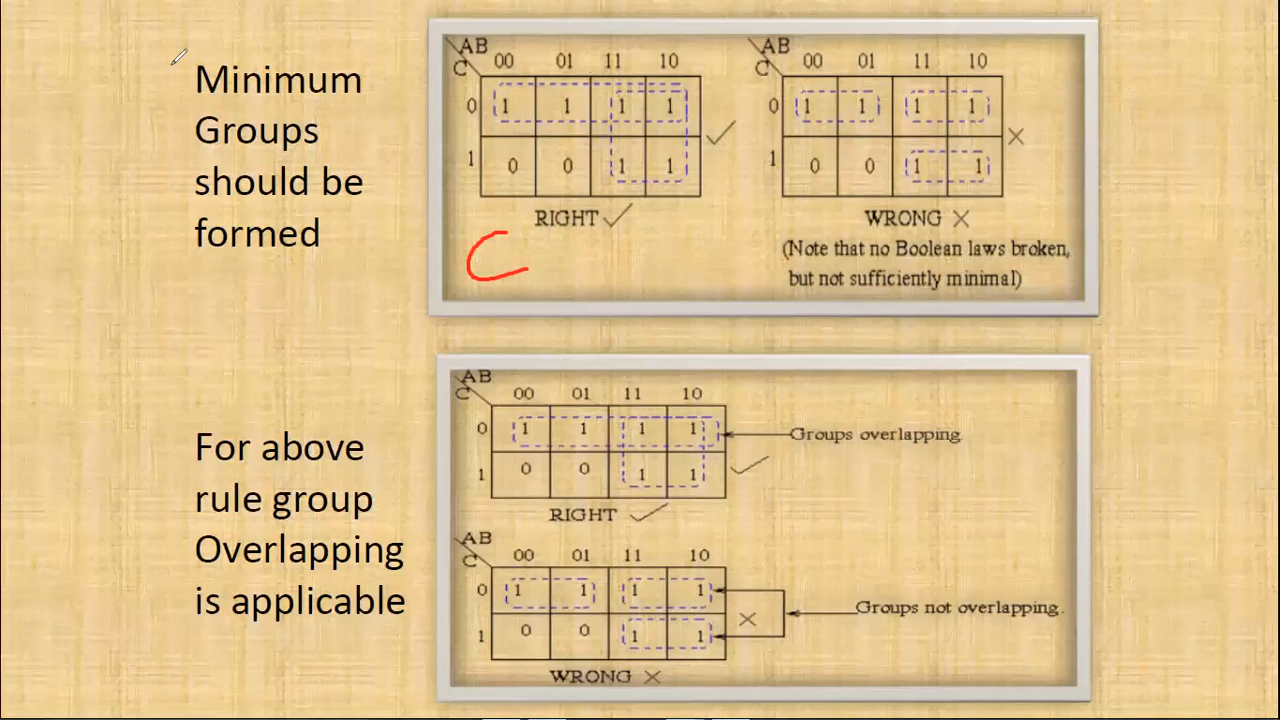 Minimum
Groups
should be
formed
AB
C 00 01 11 10
0 1 1 1 1
1 0 0 1 1
RIGHT ✓
C
AB
C 00 01 11 10
0 1 1 1 1
1 0 0 1 1
WRONG ×
(Note that no Boolean laws broken,
but not sufficiently minimal)
For above
rule group
Overlapping
is applicable
AB
C 00 01 11 10
0 1 1 1 1
1 0 0 1 1
Groups overlapping.
RIGHT ✓
AB
C 00 01 11 10
0 1 1 1 1
1 0 0 1 1
Groups not overlapping.
WRONG ×